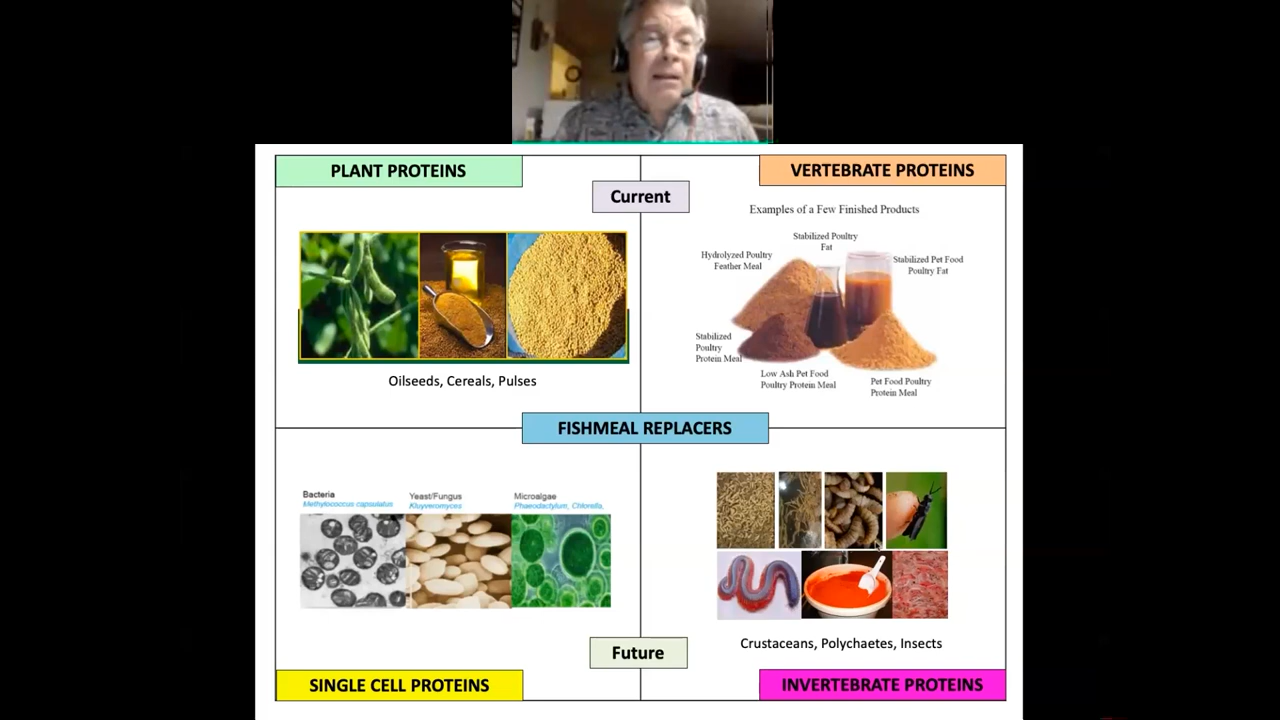 PLANT PROTEINS
VERTEBRATE PROTEINS
Current
Examples of a Few Finished Products
Stabilized Poultry
Fat
Hydrolyzed Poultry
Feather Meal
Stabilized Pet Food
Poultry Fat
Stabilized
Poultry
Protein Meal
Low Ash Pet Food
Poultry Protein Meal
Pet Food Poultry
Protein Meal
Oilseeds, Cereals, Pulses
FISHMEAL REPLACERS
Bacteria
Methylococcus capsulatus
Yeast/Fungus
Kluyveromyces
Microalgae
Phaeodactylum, Chlorella,
Crustaceans, Polychaetes, Insects
Future
SINGLE CELL PROTEINS
INVERTEBRATE PROTEINS